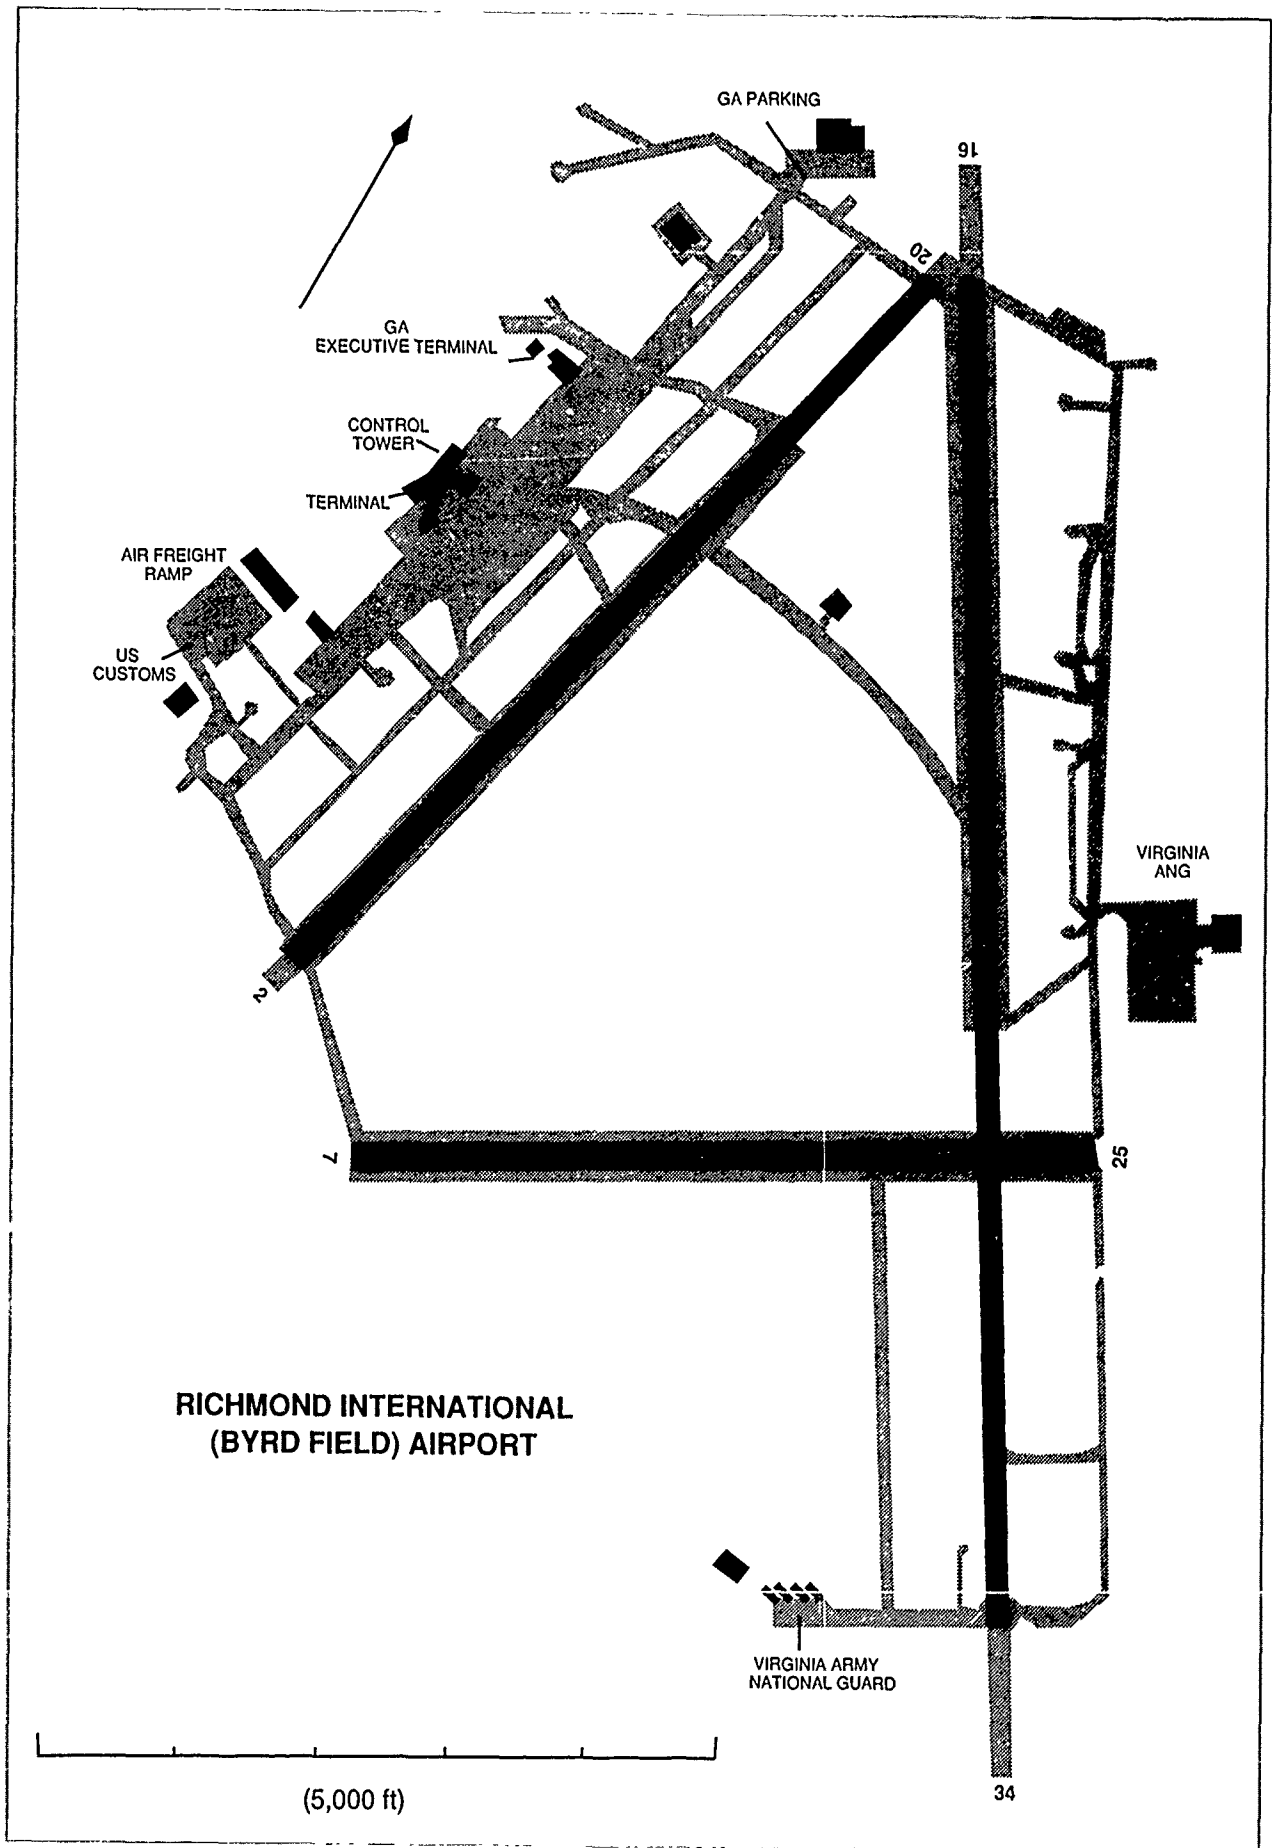 GA PARKING
16
20
GA
EXECUTIVE TERMINAL
CONTROL
TOWER
TERMINAL
AIR FREIGHT
RAMP
US
CUSTOMS
VIRGINIA
ANG
2
7
25
RICHMOND INTERNATIONAL
(BYRD FIELD) AIRPORT
VIRGINIA ARMY
NATIONAL GUARD
34
(5,000 ft)